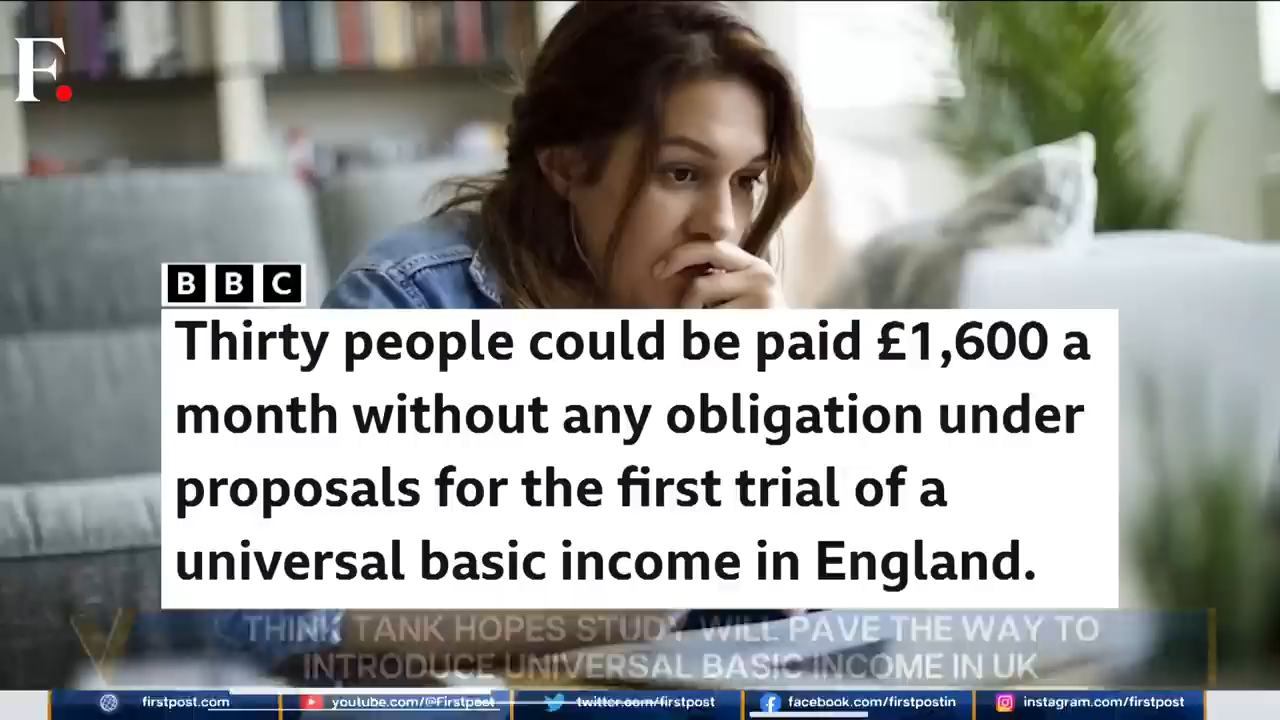 F.
BBC
Thirty people could be paid £1,600 a
month without any obligation under
proposals for the first trial of a
universal basic income in England.
THINK TANK HOPES STUDY WILL PAVE THE WAY TO
INTRODUCE UNIVERSAL BASIC INCOME IN UK
firstpost.com
youtube.com/@Firstpost
twitter.com/firstpost
facebook.com/firstpostin
instagram.com/firstpost